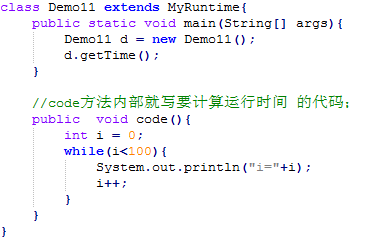 class Demo11 extends MyRuntime{
    public static void main(String[] args){
        Demo11 d = new Demo11();
        d.getTime();
    }

    //code方法内部就写要计算运行时间 的代码;
    public  void code(){
        int i = 0;
        while(i<100){
            System.out.println("i="+i);
            i++;
        }
    }
}